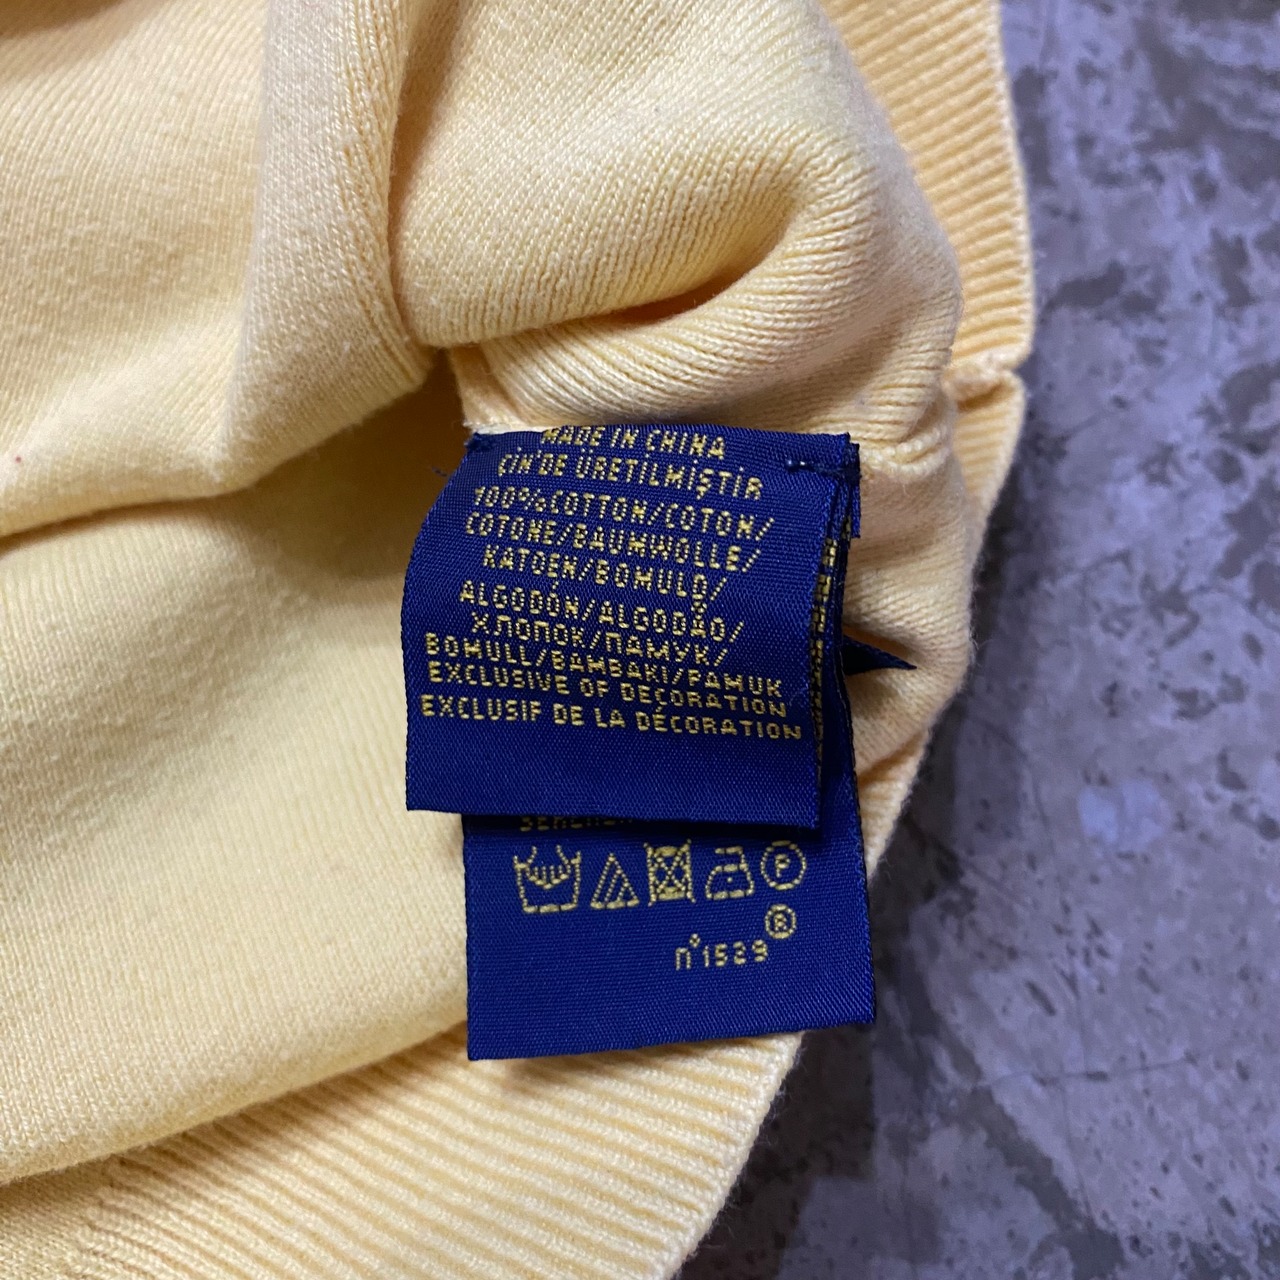 MADE IN CHINA
ÇİN'DE ÜRETİLMİŞTİR
100%COTTON/COTON/
COTONE/BAUMWOLLE/
KATOEN/BOMULD/
ALGODÓN/ALGODÃO/
ХЛОПОК/ПАМУК/
BOMULL/BAMBAKI/PAMUK
EXCLUSIVE OF DECORATION
EXCLUSIF DE LA DÉCORATION
P
®
n°1529